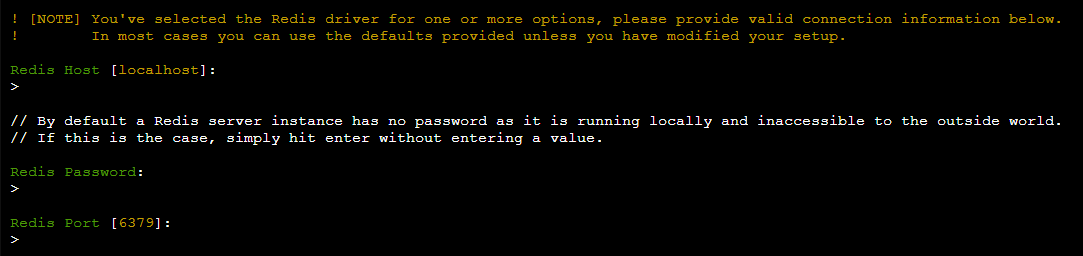 ! [NOTE] You've selected the Redis driver for one or more options, please provide valid connection information below.
!        In most cases you can use the defaults provided unless you have modified your setup.
Redis Host [localhost]:
>
// By default a Redis server instance has no password as it is running locally and inaccessible to the outside world.
// If this is the case, simply hit enter without entering a value.
Redis Password:
>
Redis Port [6379]:
>